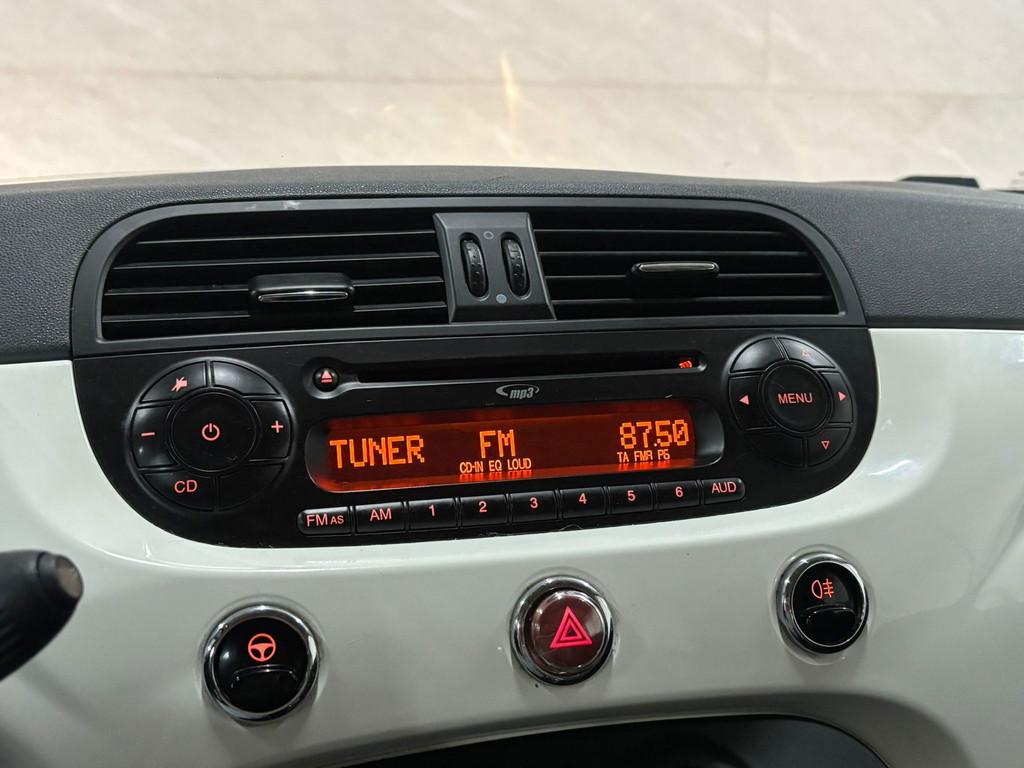 mp3
MENU
TUNER FM 87.50
CD-IN EQ LOUD TA FMA P6
CD
FM AS AM 1 2 3 4 5 6 AUD